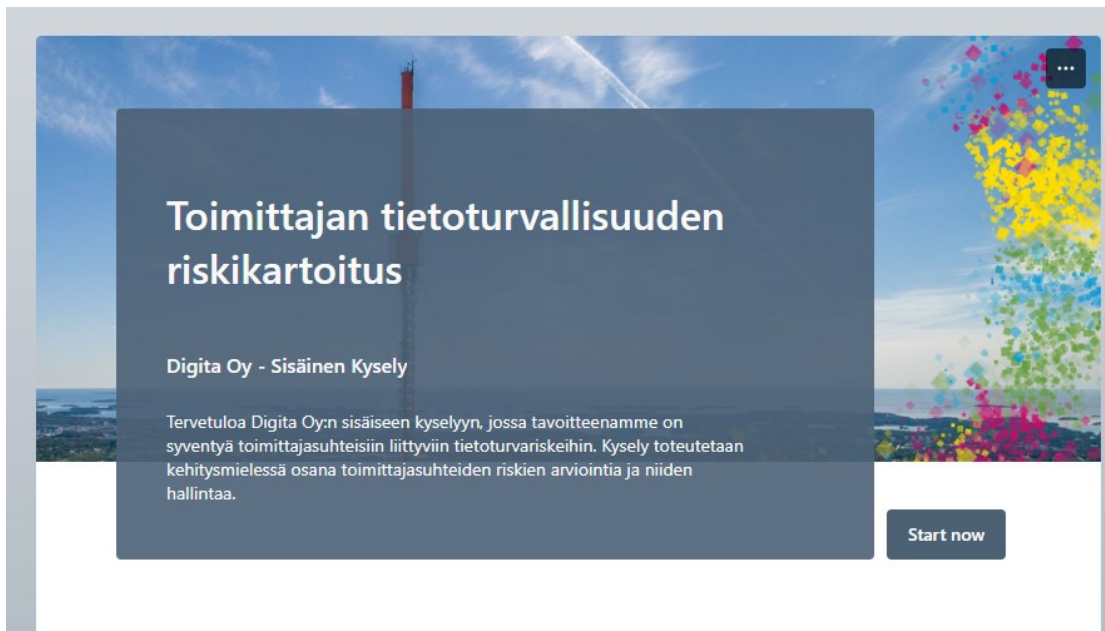 ...
Toimittajan tietoturvallisuuden
riskikartoitus
Digita Oy - Sisäinen Kysely
Tervetuloa Digita Oy:n sisäiseen kyselyyn, jossa tavoitteenamme on
syventyä toimittajasuhteisiin liittyviin tietoturvariskeihin. Kysely toteutetaan
kehitysmielessä osana toimittajasuhteiden riskien arviointia ja niiden
hallintaa.
Start now